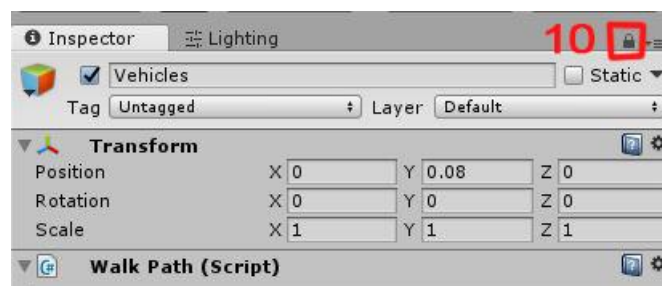 Inspector Lighting 10
Vehicles Static
Tag Untagged Layer Default
Transform
Position X 0 Y 0.08 Z 0
Rotation X 0 Y 0 Z 0
Scale X 1 Y 1 Z 1
Walk Path (Script)